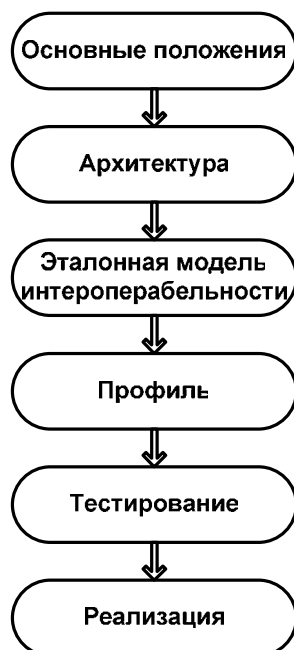 Основные положения
Архитектура
Эталонная модель
интероперабельности
Профиль
Тестирование
Реализация